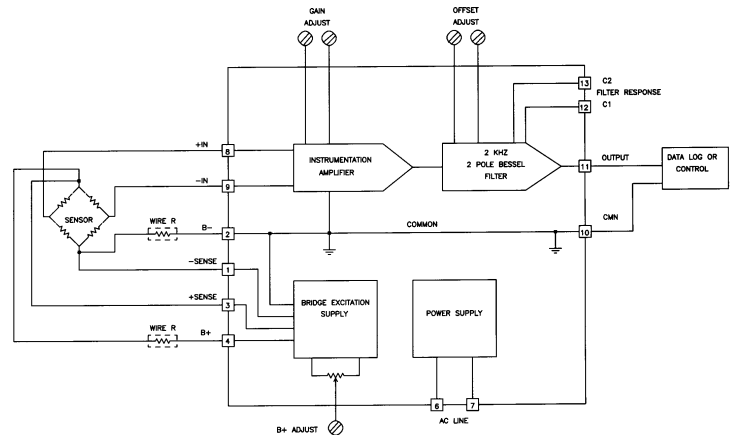 GAIN
ADJUST
OFFSET
ADJUST
13
C2
FILTER RESPONSE
12
C1
+IN
8
INSTRUMENTATION
AMPLIFIER
2 KHZ
2 POLE BESSEL
FILTER
11
OUTPUT
DATA LOG OR
CONTROL
-IN
9
SENSOR
WIRE R
B-
2
COMMON
10
CMN
-SENSE
1
+SENSE
3
BRIDGE EXCITATION
SUPPLY
POWER SUPPLY
WIRE R
B+
4
6
7
AC LINE
B+ ADJUST